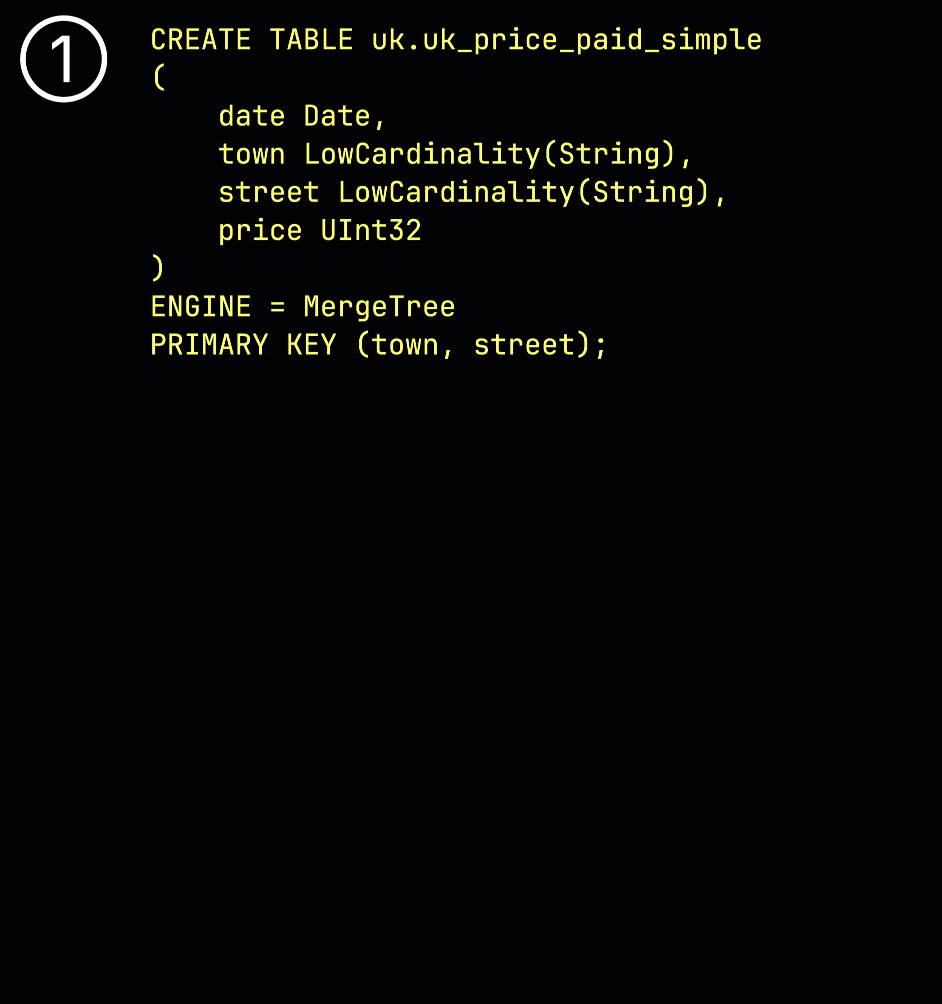 ①
CREATE TABLE uk.uk_price_paid_simple
(
    date Date,
    town LowCardinality(String),
    street LowCardinality(String),
    price UInt32
)
ENGINE = MergeTree
PRIMARY KEY (town, street);